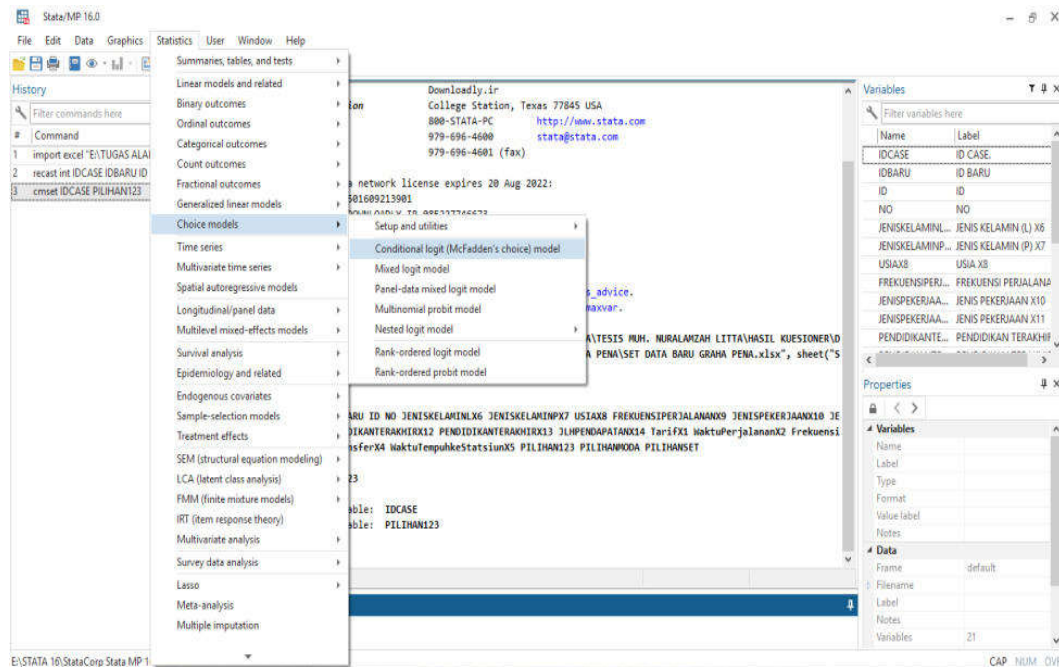 Stata/MP 16.0
File Edit Data Graphics Statistics User Window Help
History
Filter commands here
# Command
1 import excel "E:\TUGAS ALA
2 recast int IDCASE IDBARU ID
3 cmset IDCASE PILIHAN123
Summaries, tables, and tests
Linear models and related
Binary outcomes
Ordinal outcomes
Categorical outcomes
Count outcomes
Fractional outcomes
Generalized linear models
Choice models
Time series
Multivariate time series
Spatial autoregressive models
Longitudinal/panel data
Multilevel mixed-effects models
Survival analysis
Epidemiology and related
Endogenous covariates
Sample-selection models
Treatment effects
SEM (structural equation modeling)
LCA (latent class analysis)
FMM (finite mixture models)
IRT (item response theory)
Multivariate analysis
Survey data analysis
Lasso
Meta-analysis
Multiple imputation
Setup and utilities
Conditional logit (McFadden's choice) model
Mixed logit model
Panel-data mixed logit model
Multinomial probit model
Nested logit model
Rank-ordered logit model
Rank-ordered probit model
Downloadly.ir
ion College Station, Texas 77845 USA
800-STATA-PC http://www.stata.com
979-696-4600 stata@stata.com
979-696-4601 (fax)
a network license expires 20 Aug 2022:
501609213901
s_advice.
maxvar.
A\TESIS MUH. NURALAMZAH LITTA\HASIL KUESIONER\D
A PENA\SET DATA BARU GRAHA PENA.xlsx", sheet("S
ARU ID NO JENISKELAMINLX6 JENISKELAMINPX7 USIAX8 FREKUENSIPERJALANANX9 JENISPEKERJAANX10 JE
DIKANTERAKHIRX12 PENDIDIKANTERAKHIRX13 JLHPENDAPATANX14 TarifX1 WaktuPerjalananX2 Frekuensi
nsferX4 WaktuTempuhkeStatsiunX5 PILIHAN123 PILIHANMODA PILIHANSET
23
able: IDCASE
able: PILIHAN123
Variables
Filter variables here
Name Label
IDCASE ID CASE.
IDBARU ID BARU
ID ID
NO NO
JENISKELAMINL... JENIS KELAMIN (L) X6
JENISKELAMINP... JENIS KELAMIN (P) X7
USIAX8 USIA X8
FREKUENSIPERJ... FREKUENSI PERJALANA
JENISPEKERJAA... JENIS PEKERJAAN X10
JENISPEKERJAA... JENIS PEKERJAAN X11
PENDIDIKANTE... PENDIDIKAN TERAKHIF
Properties
Variables
Name
Label
Type
Format
Value label
Notes
Data
Frame default
Filename
Label
Notes
Variables 21
E:\STATA 16\StataCorp Stata MP 1
CAP NUM OV